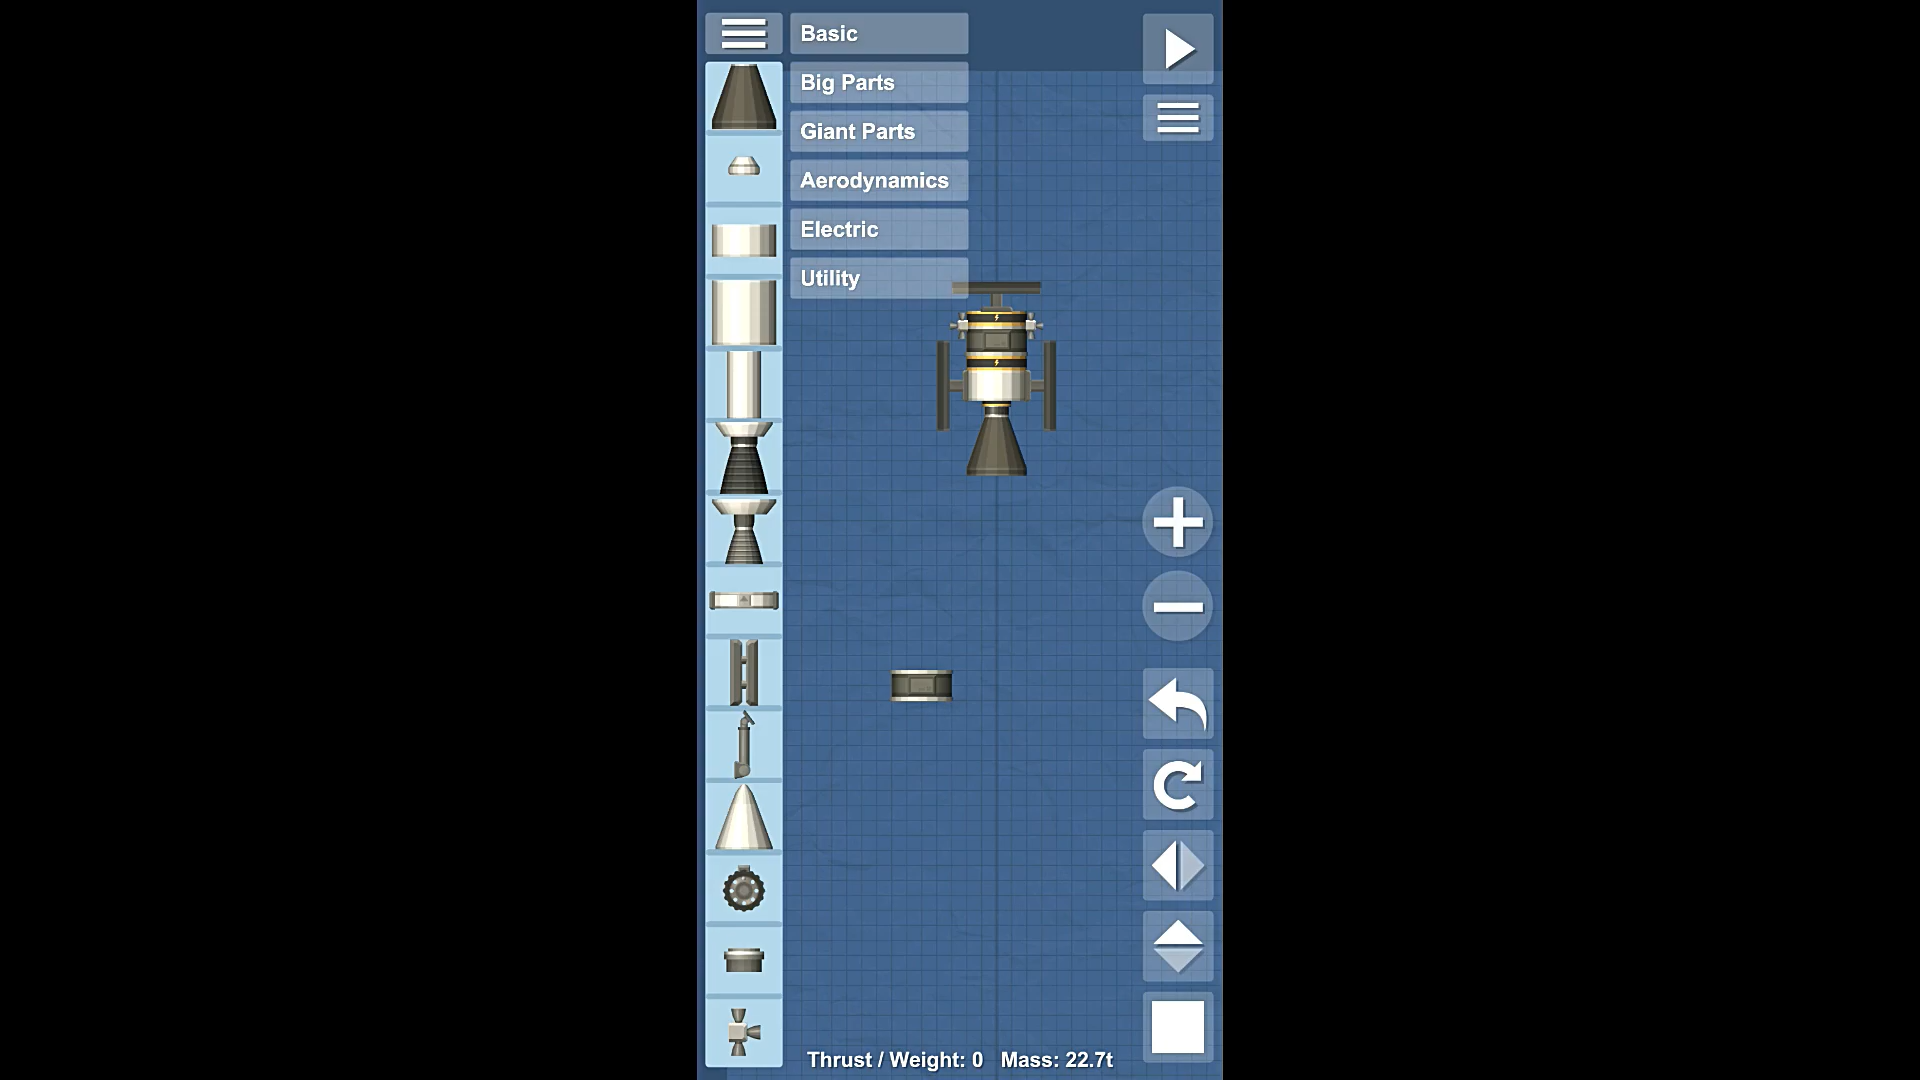 Basic
Big Parts
Giant Parts
Aerodynamics
Electric
Utility
Thrust / Weight: 0 Mass: 22.7t